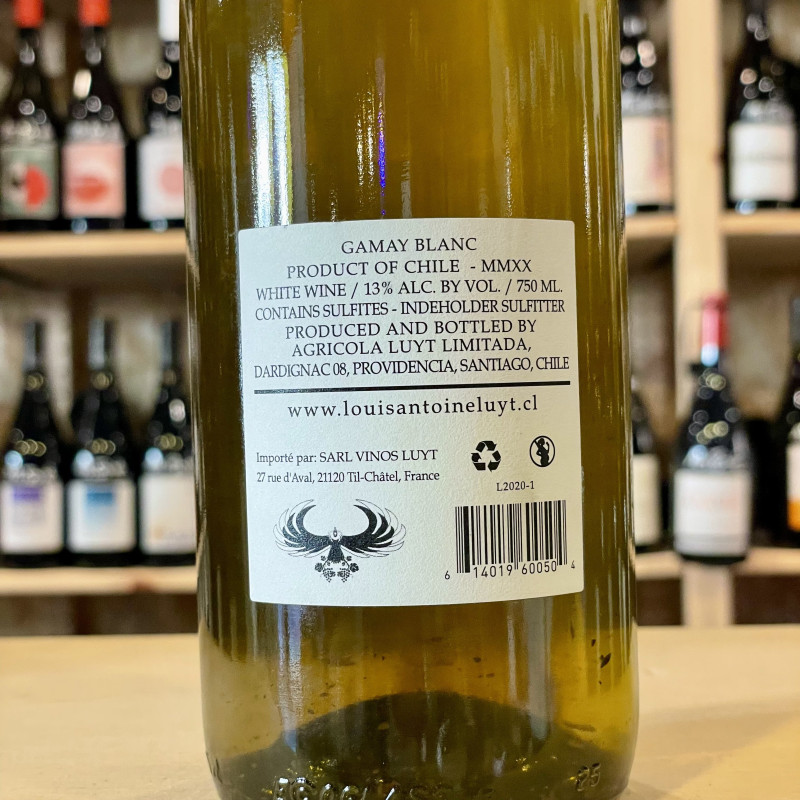 GAMAY BLANC
PRODUCT OF CHILE - MMXX
WHITE WINE / 13% ALC. BY VOL. / 750 ML.
CONTAINS SULFITES - INDEHOLDER SULFITTER
PRODUCED AND BOTTLED BY
AGRICOLA LUYT LIMITADA,
DARDIGNAC 08, PROVIDENCIA, SANTIAGO, CHILE
www.louisantoineluyt.cl
Importé par: SARL VINOS LUYT
27 rue d'Aval, 21120 Til-Châtel, France
L2020-1
6 14019 60050 4